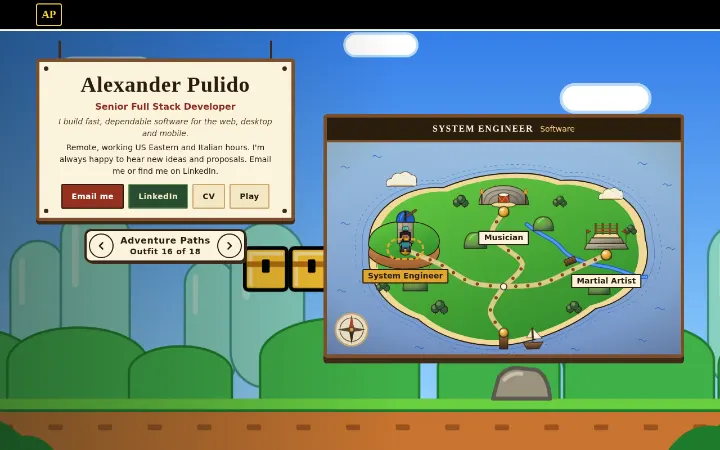 AP
Alexander Pulido
Senior Full Stack Developer
I build fast, dependable software for the web, desktop
and mobile.
Remote, working US Eastern and Italian hours. I'm
always happy to hear new ideas and proposals. Email
me or find me on LinkedIn.
Email me LinkedIn CV Play
Adventure Paths
Outfit 16 of 18
SYSTEM ENGINEER Software
Musician
System Engineer
Martial Artist